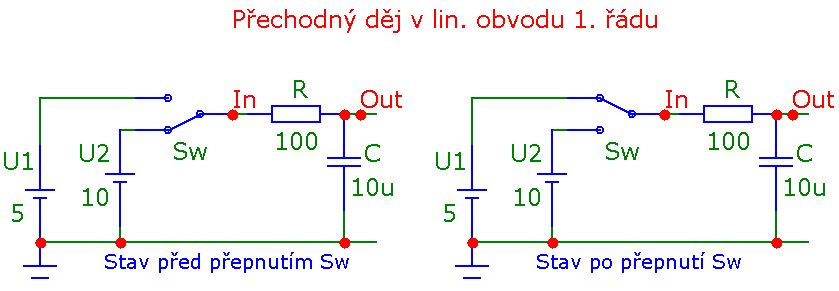 Přechodný děj v lin. obvodu 1. řádu
In
R
Out
100
U1
U2
Sw
C
5
10
10u
Stav před přepnutím Sw
In
R
Out
100
U1
U2
Sw
C
5
10
10u
Stav po přepnutí Sw